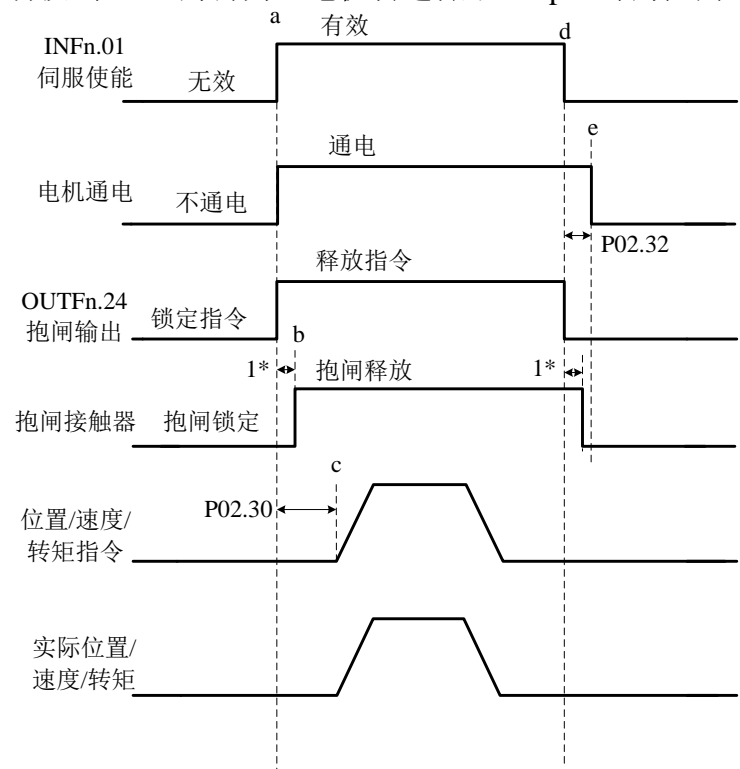 a
有效
d
INFn.01
伺服使能
无效
e
通电
电机通电
不通电
P02.32
释放指令
OUTFn.24
抱闸输出
锁定指令
b
1*
抱闸释放
1*
抱闸接触器
抱闸锁定
c
P02.30
位置/速度/
转矩指令
实际位置/
速度/转矩